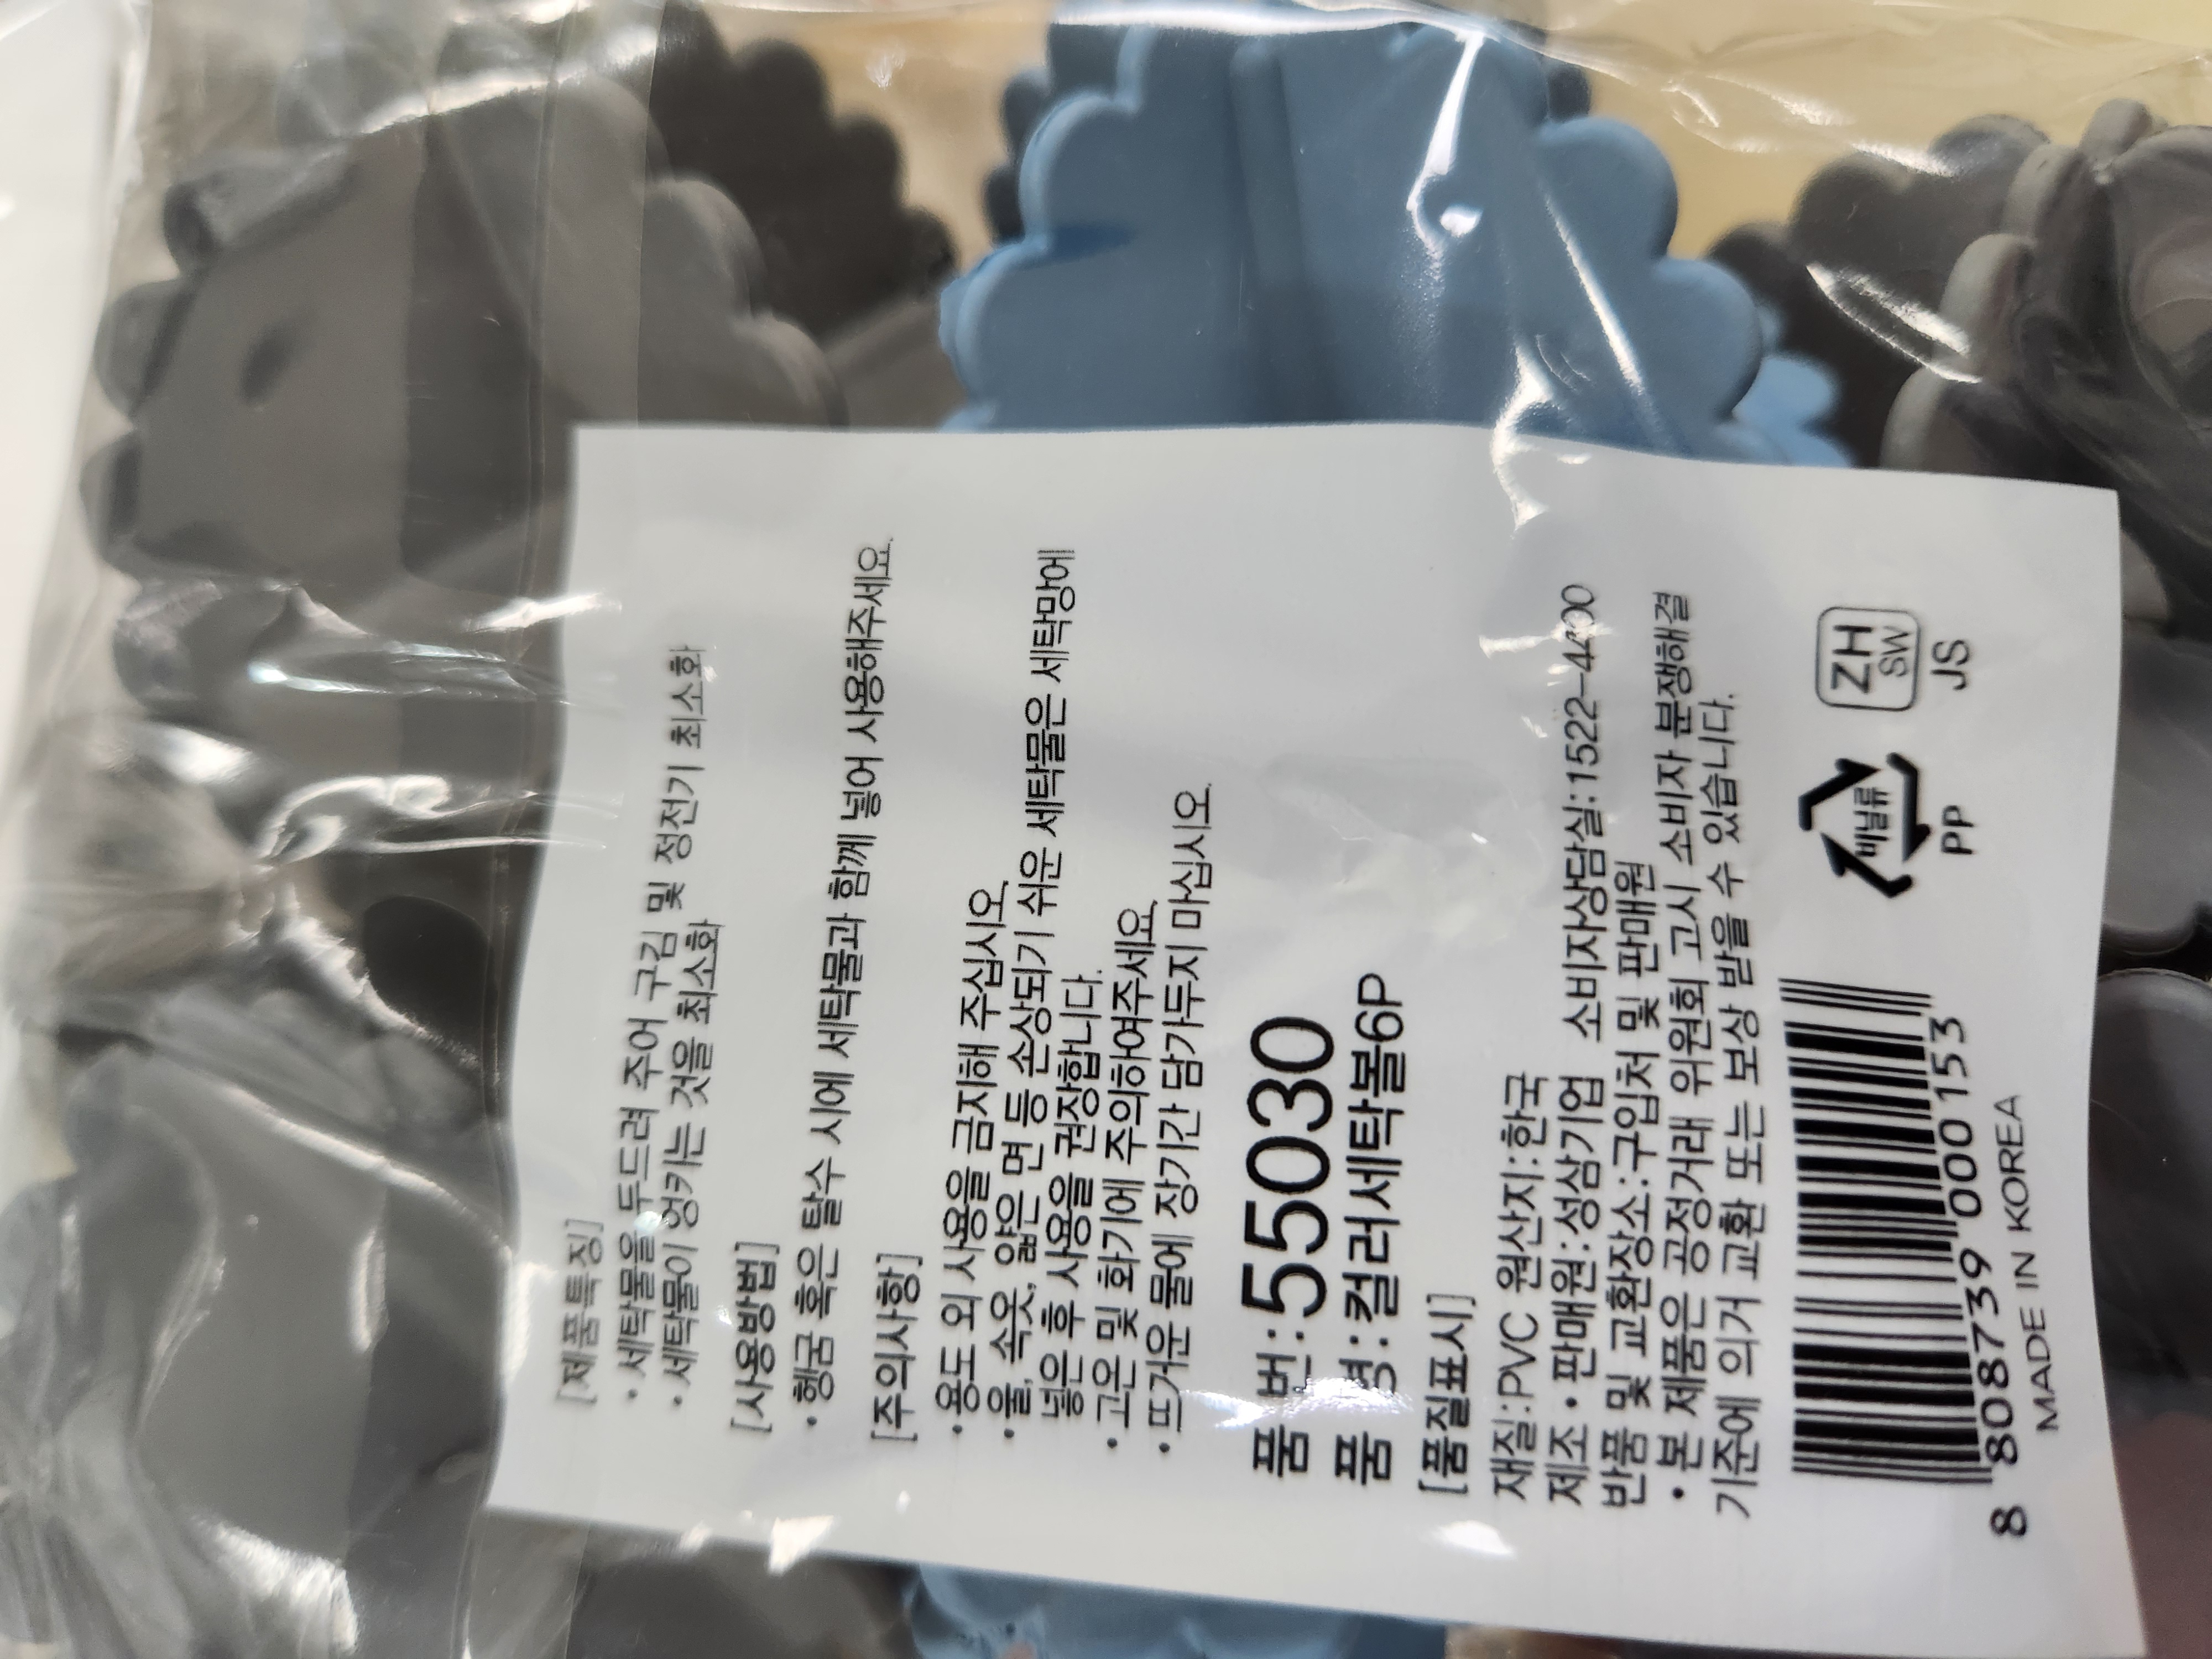 [제품특징]
• 세탁물을 두드려 주어 구김 및 정전기 최소화
• 세탁물이 엉키는 것을 최소화
[사용방법]
• 헹굼 혹은 탈수 시에 세탁물과 함께 넣어 사용해주세요.
[주의사항]
• 용도 외 사용을 금지해 주십시오.
• 울, 속옷, 얇은 면 등 손상되기 쉬운 세탁물은 세탁망에
넣은 후 사용을 권장합니다.
• 고온 및 화기에 주의하여주세요.
• 뜨거운 물에 장기간 담가두지 마십시오.
품 번:55030
품 명:컬러세탁볼6P
[품질표시]
재질:PVC 원산지:한국
제조•판매원:성삼기업 소비자상담실:1522-4400
반품 및 교환장소:구입처 및 판매원
• 본 제품은 공정거래 위원회 고시 소비자 분쟁해결
기준에 의거 교환 또는 보상 받을 수 있습니다.
8 808739 000153
MADE IN KOREA
비닐류
PP
ZH
SW
JS